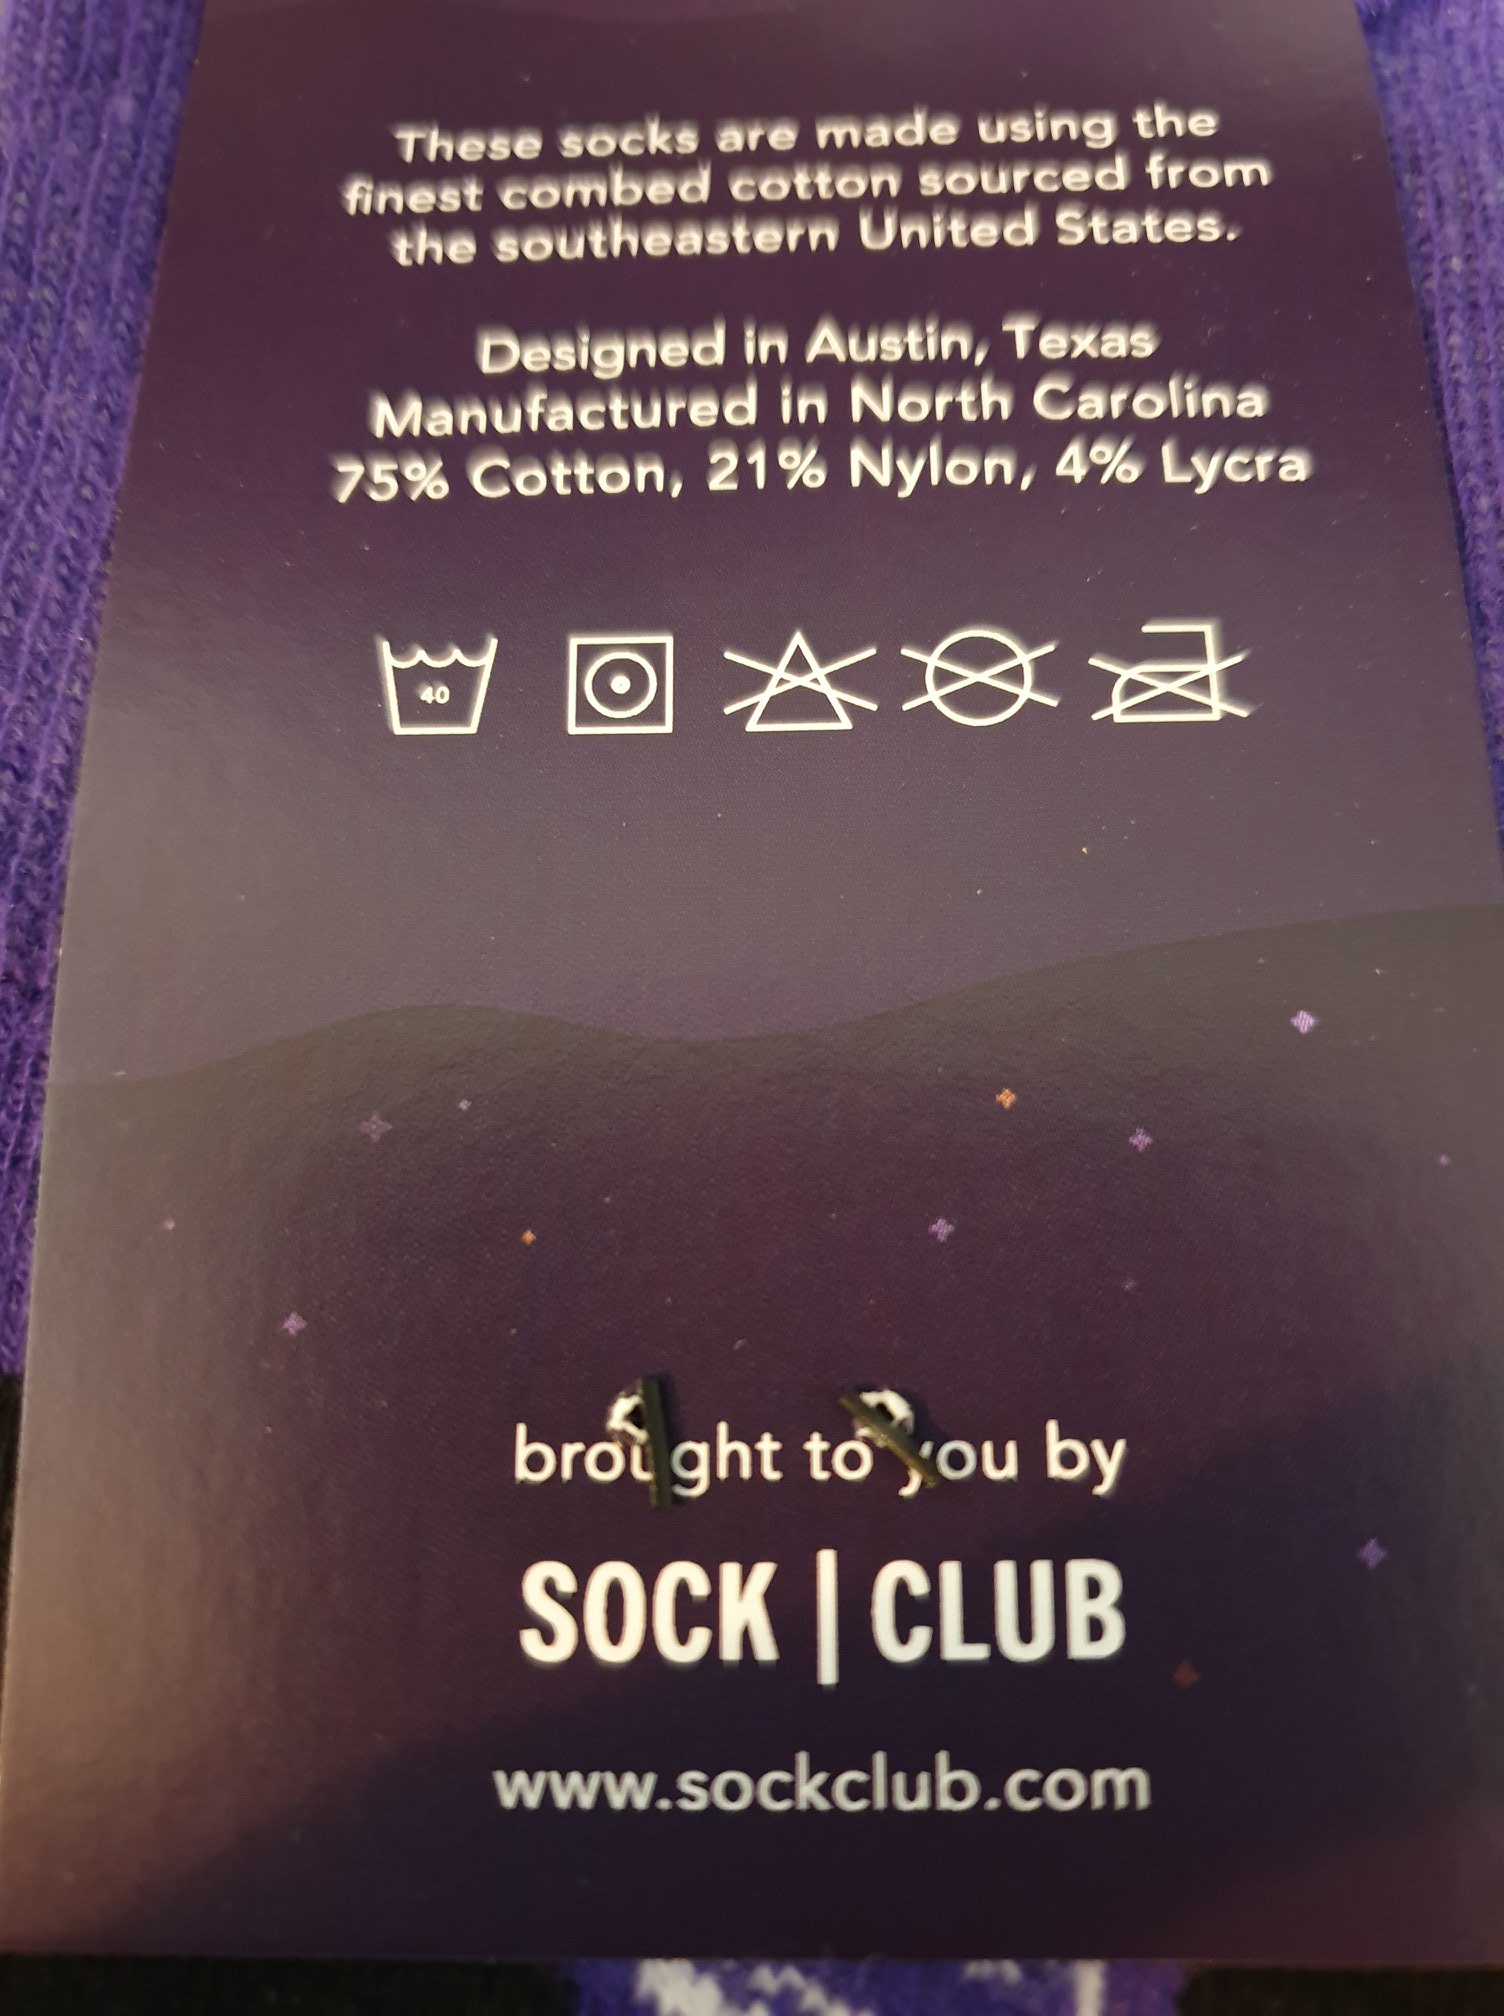 These socks are made using the
finest combed cotton sourced from
the southeastern United States.
Designed in Austin, Texas
Manufactured in North Carolina
75% Cotton, 21% Nylon, 4% Lycra
40
brought to you by
SOCK | CLUB
www.sockclub.com